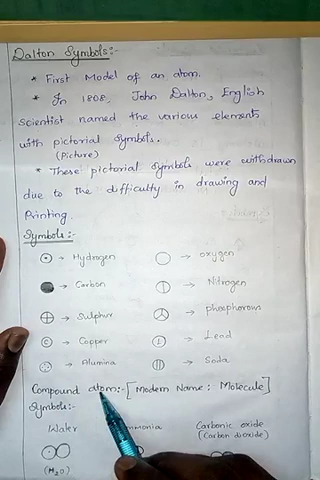 Dalton Symbols:-
* First Model of an atom.
* In 1808, John Dalton, English
scientist named the various elements
with pictorial symbols.
(Picture)
* These pictorial symbols were withdrawn
due to the difficulty in drawing and
Printing.
Symbols:-
→ Hydrogen → oxygen
→ Carbon → Nitrogen
→ Sulphur → phosphorous
C → Copper L → Lead
→ Alumina → Soda
Compound atom:- [Modern Name: Molecule]
Symbols:-
Water mmonia Carbonic oxide
(Carbon dioxide)
(H2O)